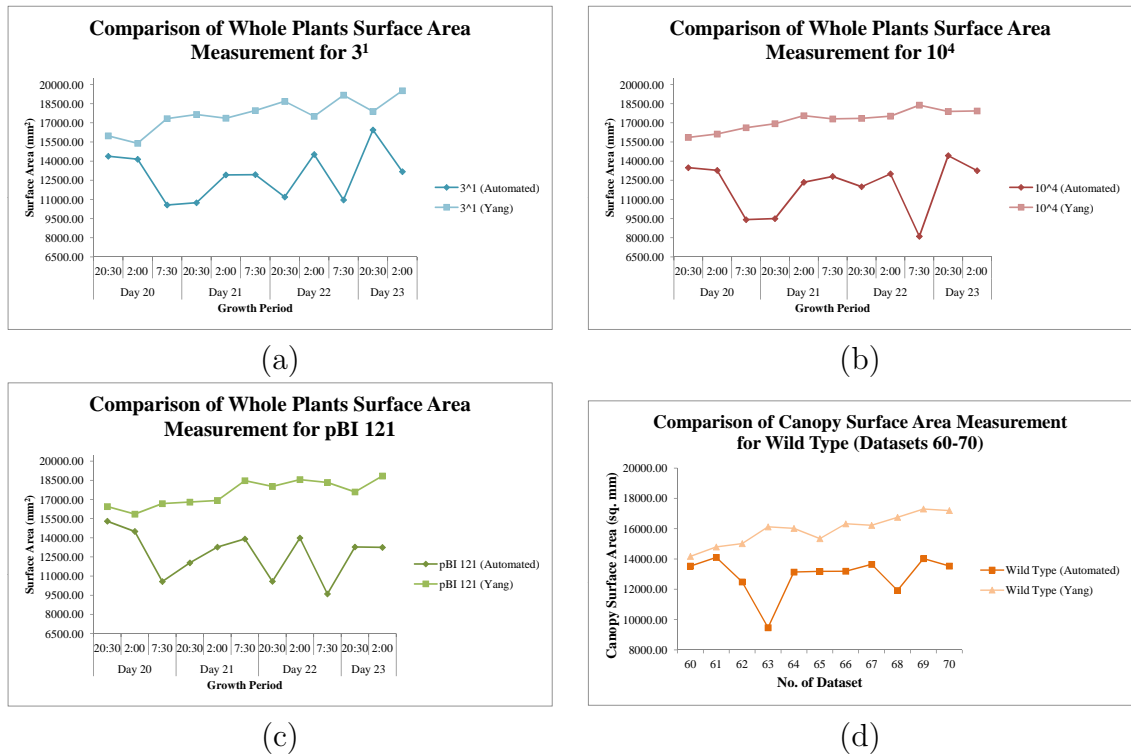 Comparison of Whole Plants Surface Area
Measurement for 3¹
Surface Area (mm²)
20000.00
18500.00
17000.00
15500.00
14000.00
12500.00
11000.00
9500.00
8000.00
6500.00
20:30 2:00 7:30 20:30 2:00 7:30 20:30 2:00 7:30 20:30 2:00
Day 20 Day 21 Day 22 Day 23
Growth Period
3^1 (Automated)
3^1 (Yang)
(a)
Comparison of Whole Plants Surface Area
Measurement for 10⁴
Surface Area (mm²)
20000.00
18500.00
17000.00
15500.00
14000.00
12500.00
11000.00
9500.00
8000.00
6500.00
20:30 2:00 7:30 20:30 2:00 7:30 20:30 2:00 7:30 20:30 2:00
Day 20 Day 21 Day 22 Day 23
Growth Period
10^4 (Automated)
10^4 (Yang)
(b)
Comparison of Whole Plants Surface Area
Measurement for pBI 121
Surface Area (mm²)
20000.00
18500.00
17000.00
15500.00
14000.00
12500.00
11000.00
9500.00
8000.00
6500.00
20:30 2:00 7:30 20:30 2:00 7:30 20:30 2:00 7:30 20:30 2:00
Day 20 Day 21 Day 22 Day 23
Growth Period
pBI 121 (Automated)
pBI 121 (Yang)
(c)
Comparison of Canopy Surface Area Measurement
for Wild Type (Datasets 60-70)
Canopy Surface Area (sq. mm)
20000.00
18000.00
16000.00
14000.00
12000.00
10000.00
8000.00
60 61 62 63 64 65 66 67 68 69 70
No. of Dataset
Wild Type (Automated)
Wild Type (Yang)
(d)